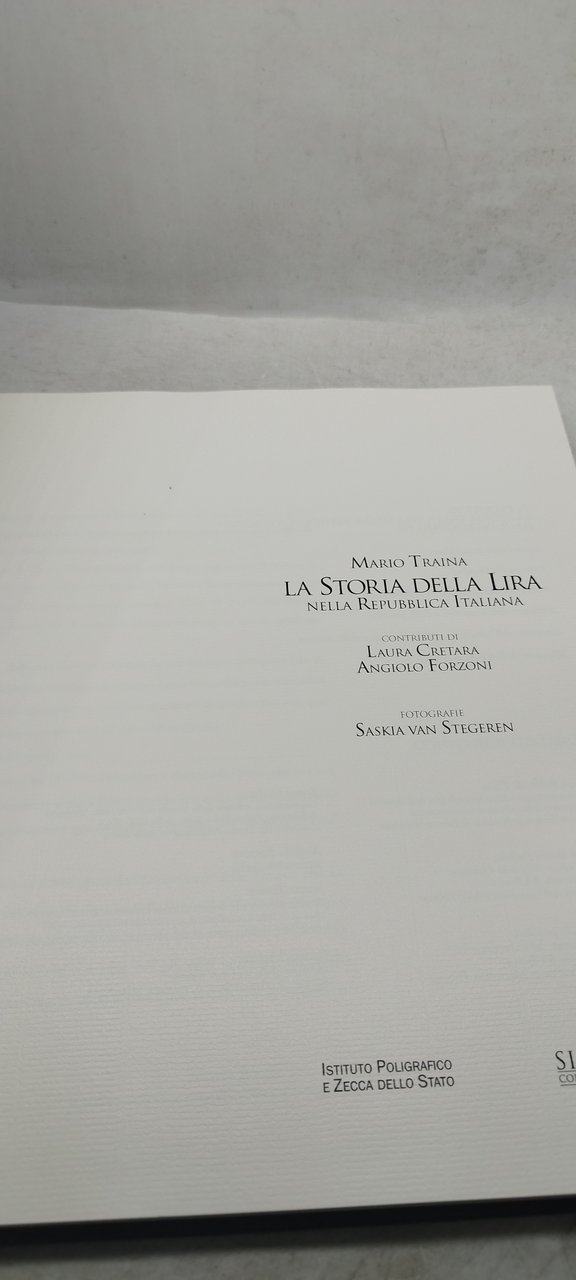 MARIO TRAINA
LA STORIA DELLA LIRA
NELLA REPUBBLICA ITALIANA
CONTRIBUTI DI
LAURA CRETARA
ANGIOLO FORZONI
FOTOGRAFIE
SASKIA VAN STEGEREN
ISTITUTO POLIGRAFICO
E ZECCA DELLO STATO